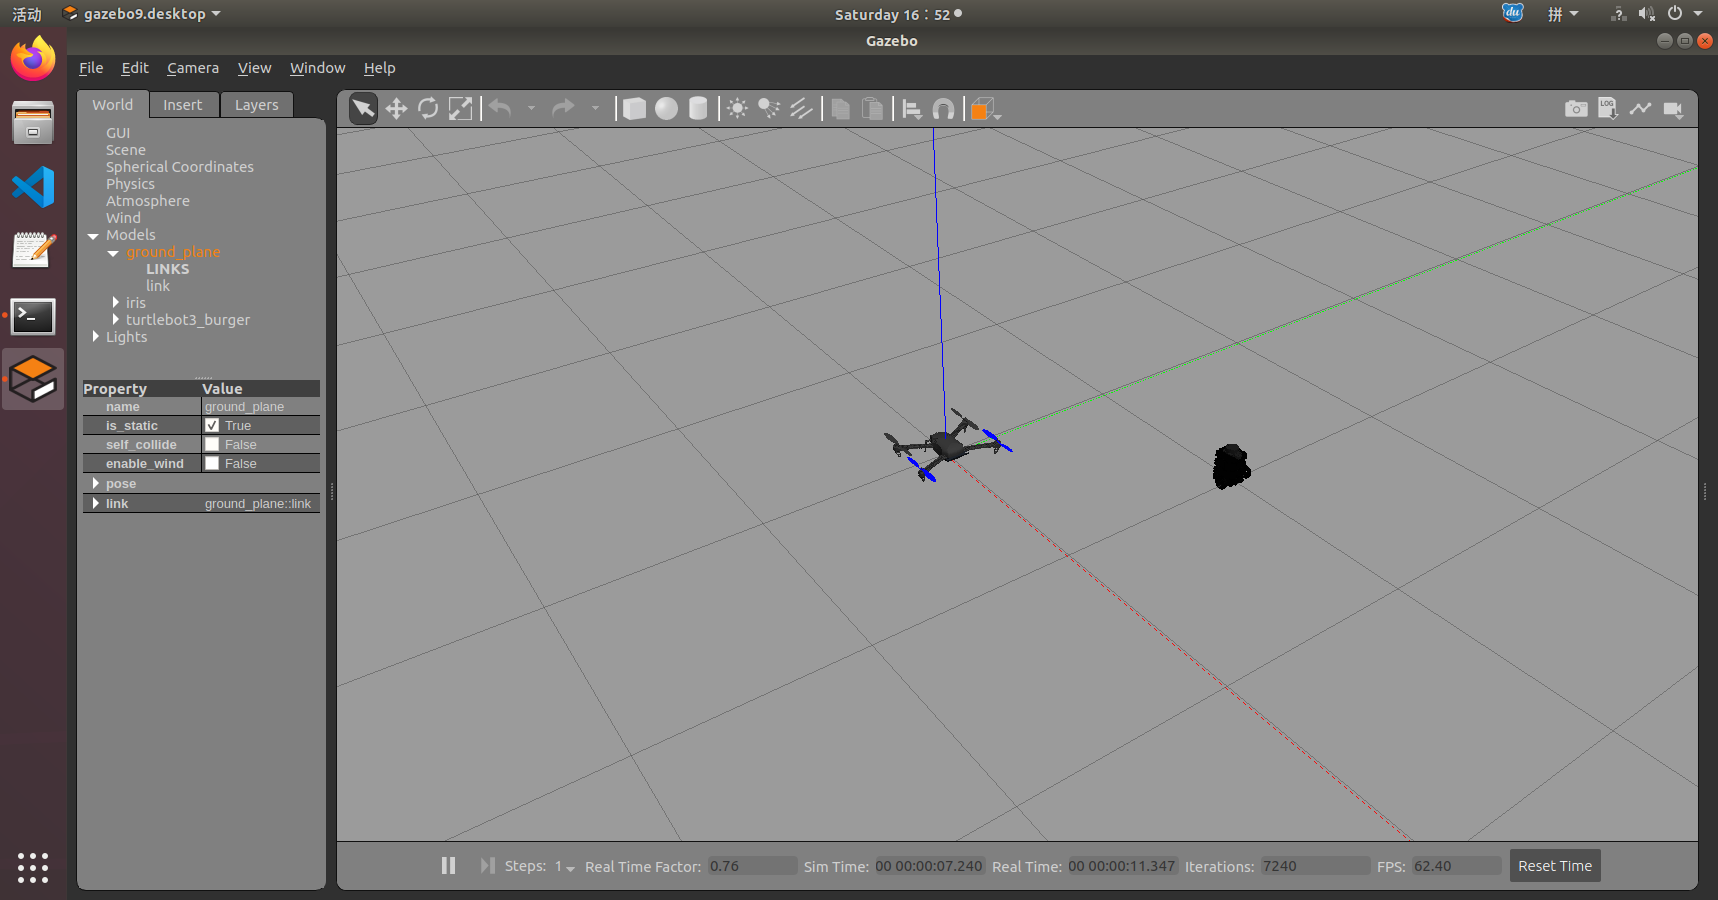 活动 gazebo9.desktop Saturday 16：52 du 拼 ?
Gazebo
File Edit Camera View Window Help
World Insert Layers
LOG
GUI
Scene
Spherical Coordinates
Physics
Atmosphere
Wind
Models
ground_plane
LINKS
link
iris
turtlebot3_burger
Lights
Property Value
name ground_plane
is_static True
self_collide False
enable_wind False
pose
link ground_plane::link
Steps: 1 Real Time Factor: 0.76 Sim Time: 00 00:00:07.240 Real Time: 00 00:00:11.347 Iterations: 7240 FPS: 62.40 Reset Time